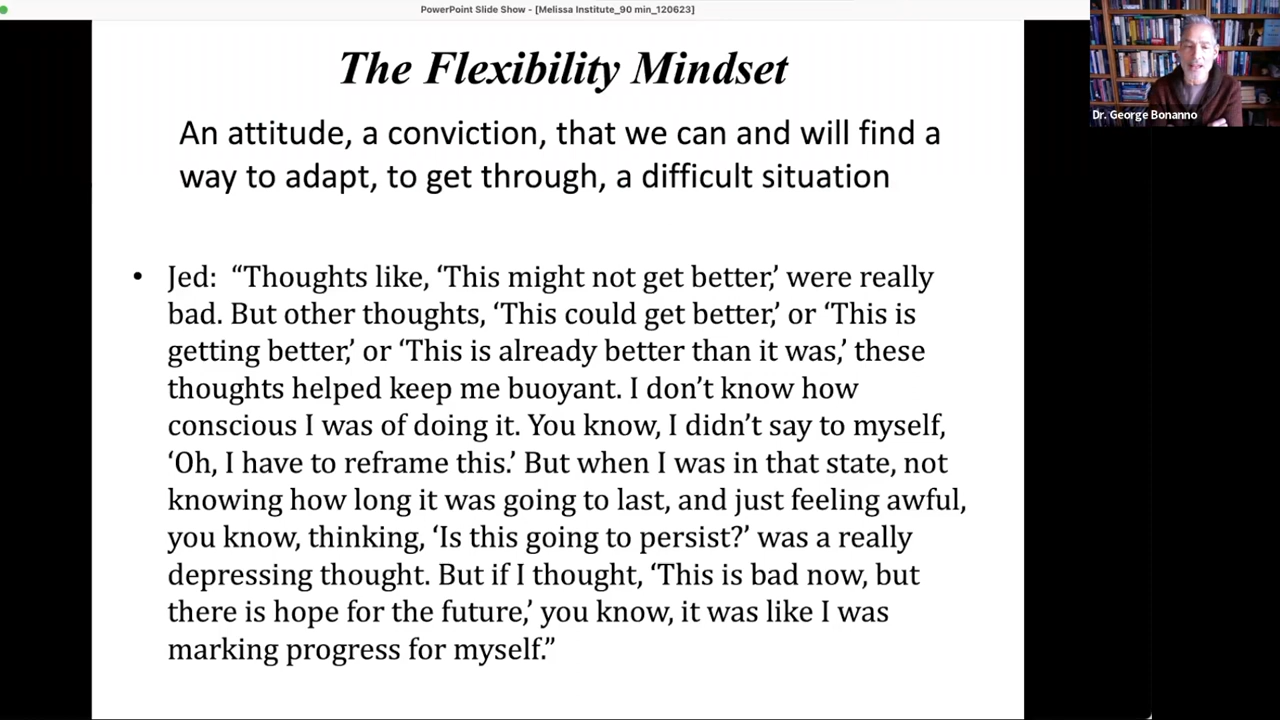 PowerPoint Slide Show - [Melissa Institute_90 min_120623]
The Flexibility Mindset
Dr. George Bonanno
An attitude, a conviction, that we can and will find a
way to adapt, to get through, a difficult situation
• Jed: “Thoughts like, ‘This might not get better,’ were really
bad. But other thoughts, ‘This could get better,’ or ‘This is
getting better,’ or ‘This is already better than it was,’ these
thoughts helped keep me buoyant. I don’t know how
conscious I was of doing it. You know, I didn’t say to myself,
‘Oh, I have to reframe this.’ But when I was in that state, not
knowing how long it was going to last, and just feeling awful,
you know, thinking, ‘Is this going to persist?’ was a really
depressing thought. But if I thought, ‘This is bad now, but
there is hope for the future,’ you know, it was like I was
marking progress for myself.”